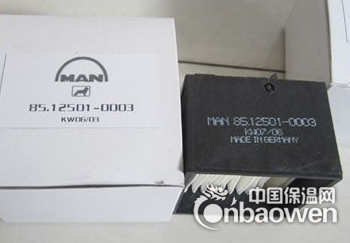 MAN
85.12501-0003
KW06/03
MAN 85.12501-0003
KW07/06
MADE IN GERMANY
中国保温网
cnbaowen